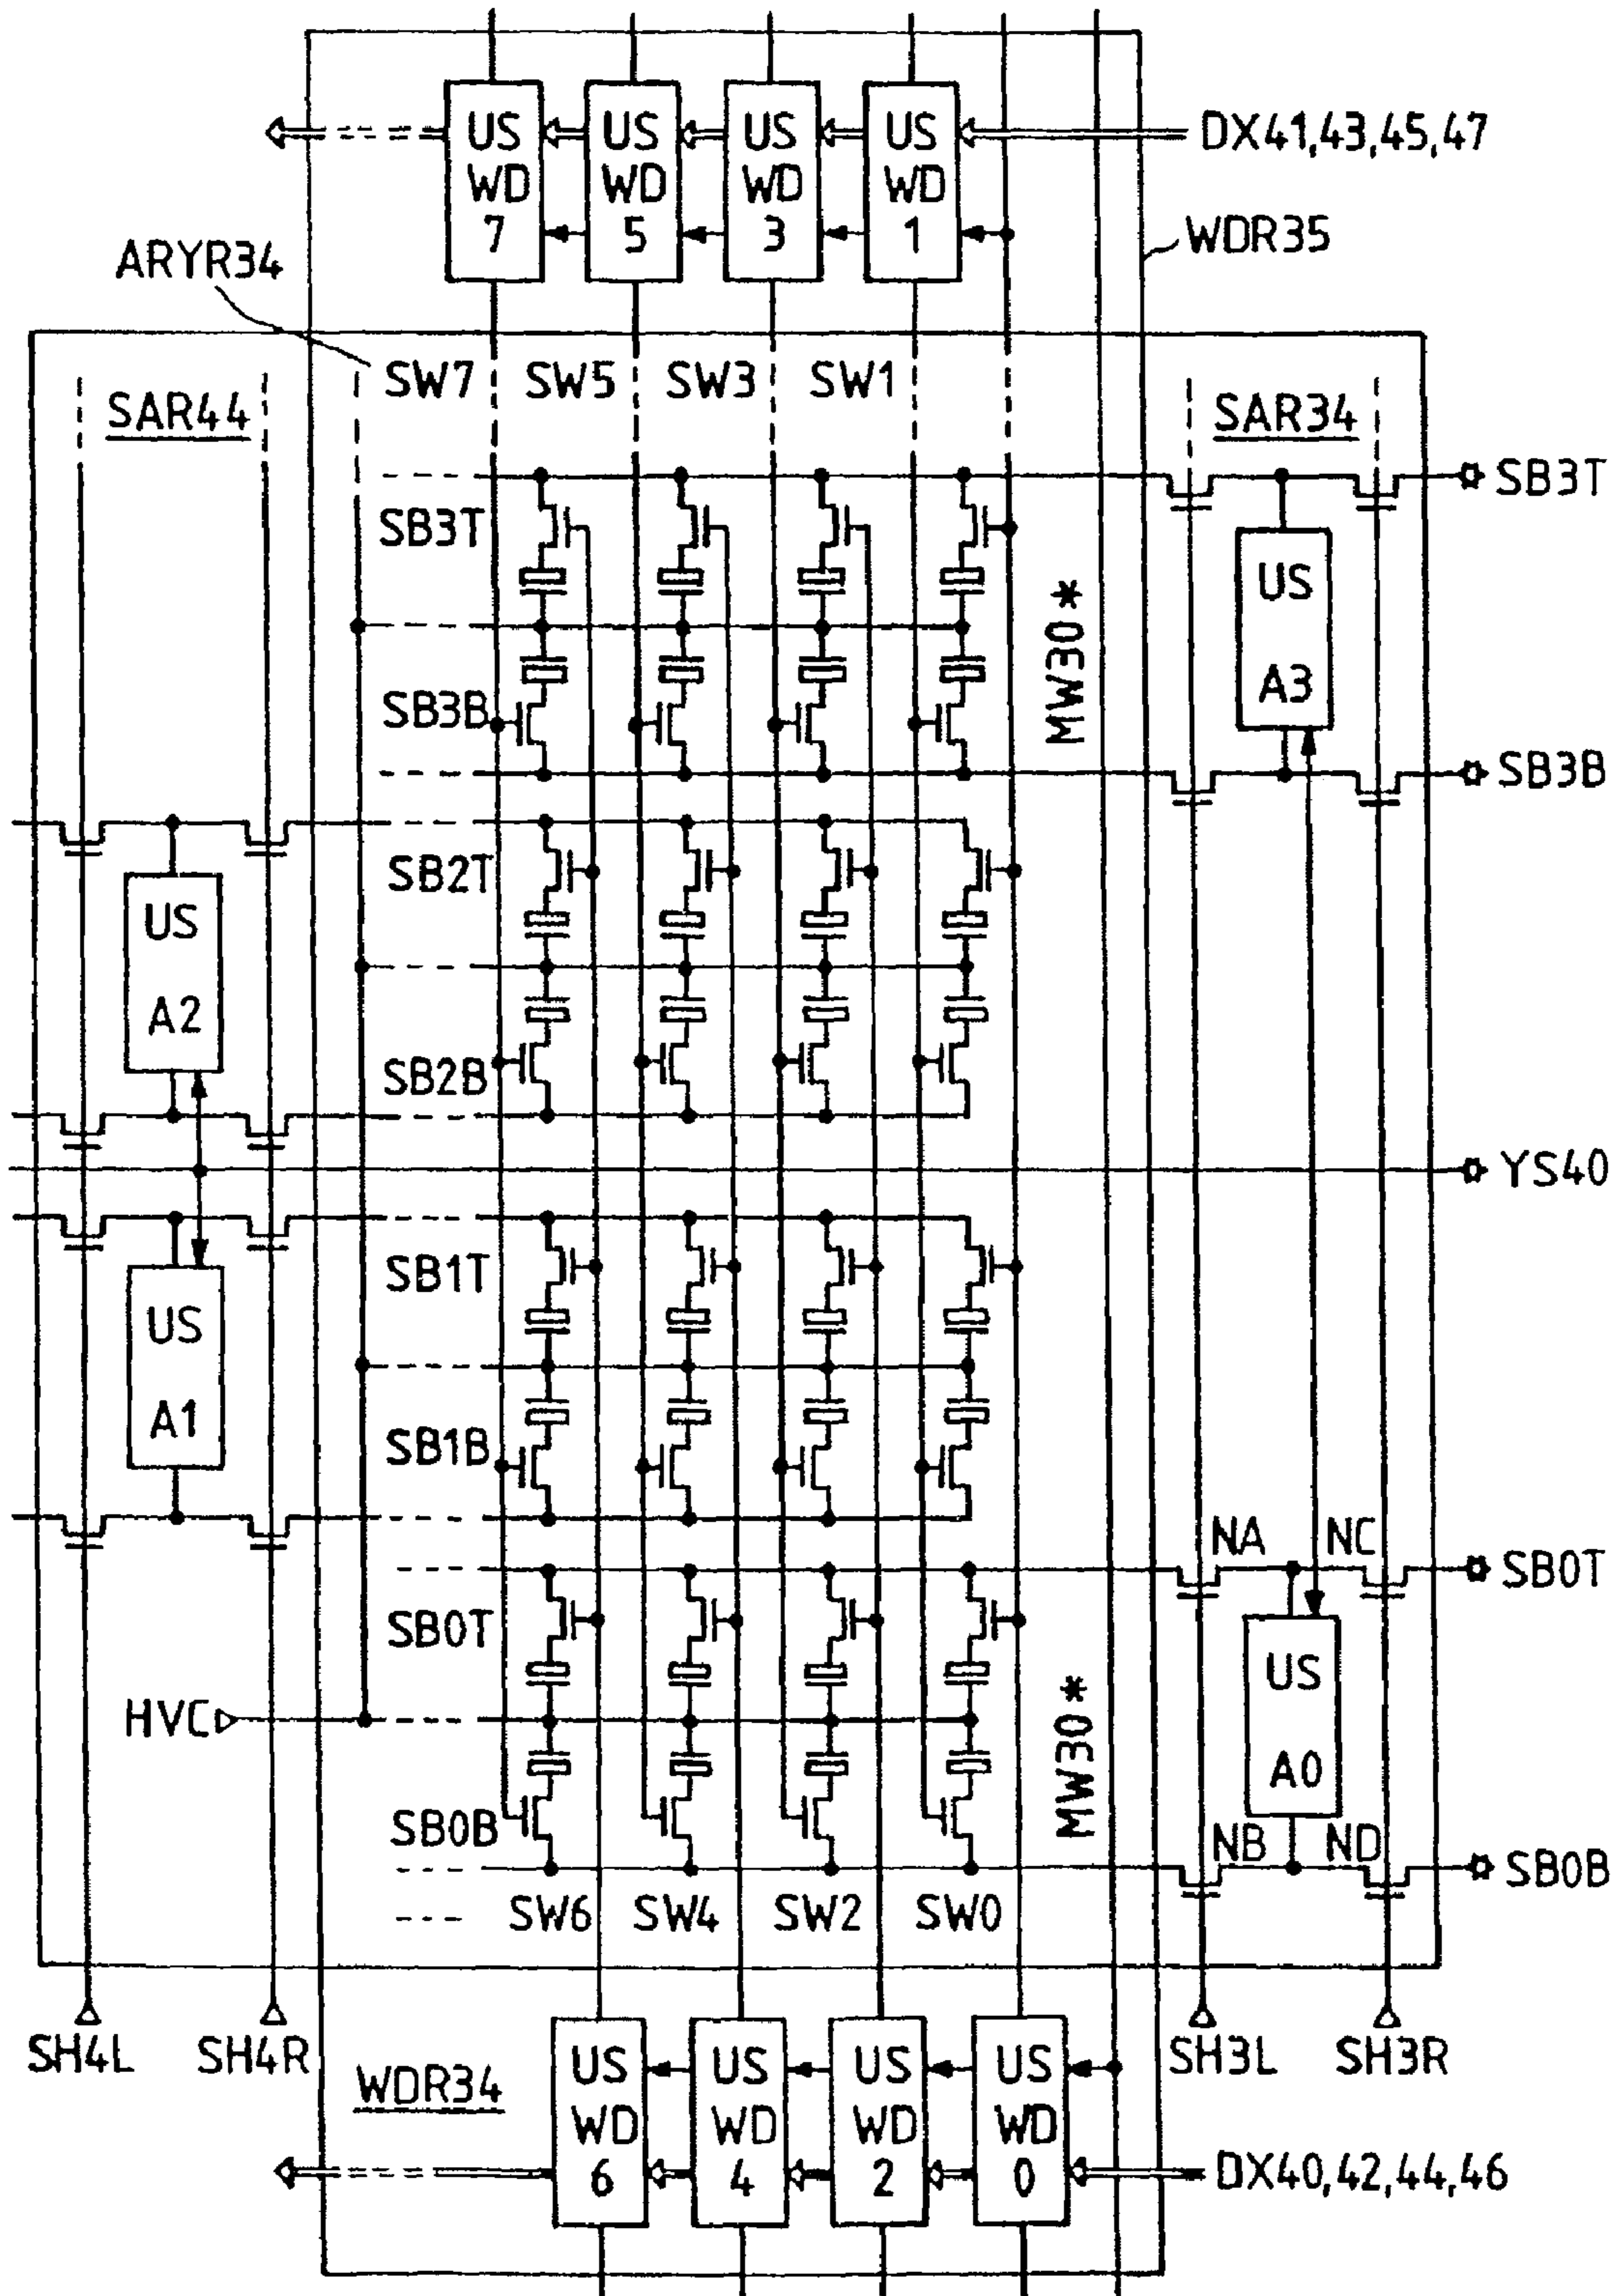 US WD 7
US WD 5
US WD 3
US WD 1
DX41,43,45,47
WDR35
ARYR34
SW7
SW5
SW3
SW1
SAR44
SAR34
SB3T
SB3T
US A3
MW30*
SB3B
SB3B
SB2T
US A2
SB2B
YS40
SB1T
US A1
SB1B
NA
NC
SB0T
SB0T
US A0
HVC
MW30*
SB0B
NB
ND
SB0B
SW6
SW4
SW2
SW0
SH4L
SH4R
SH3L
SH3R
WDR34
US WD 6
US WD 4
US WD 2
US WD 0
DX40,42,44,46